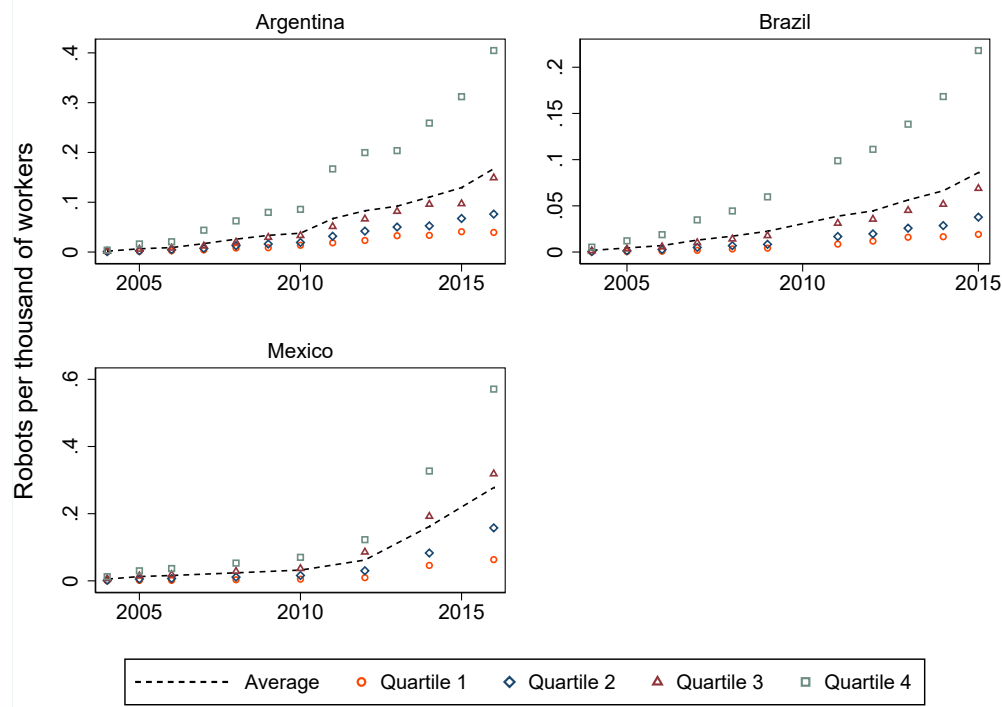 Argentina
Brazil
Robots per thousand of workers
.4
.3
.2
.1
0
2005
2010
2015
.2
.15
.1
.05
0
2005
2010
2015
Mexico
.6
.4
.2
0
2005
2010
2015
Average
Quartile 1
Quartile 2
Quartile 3
Quartile 4